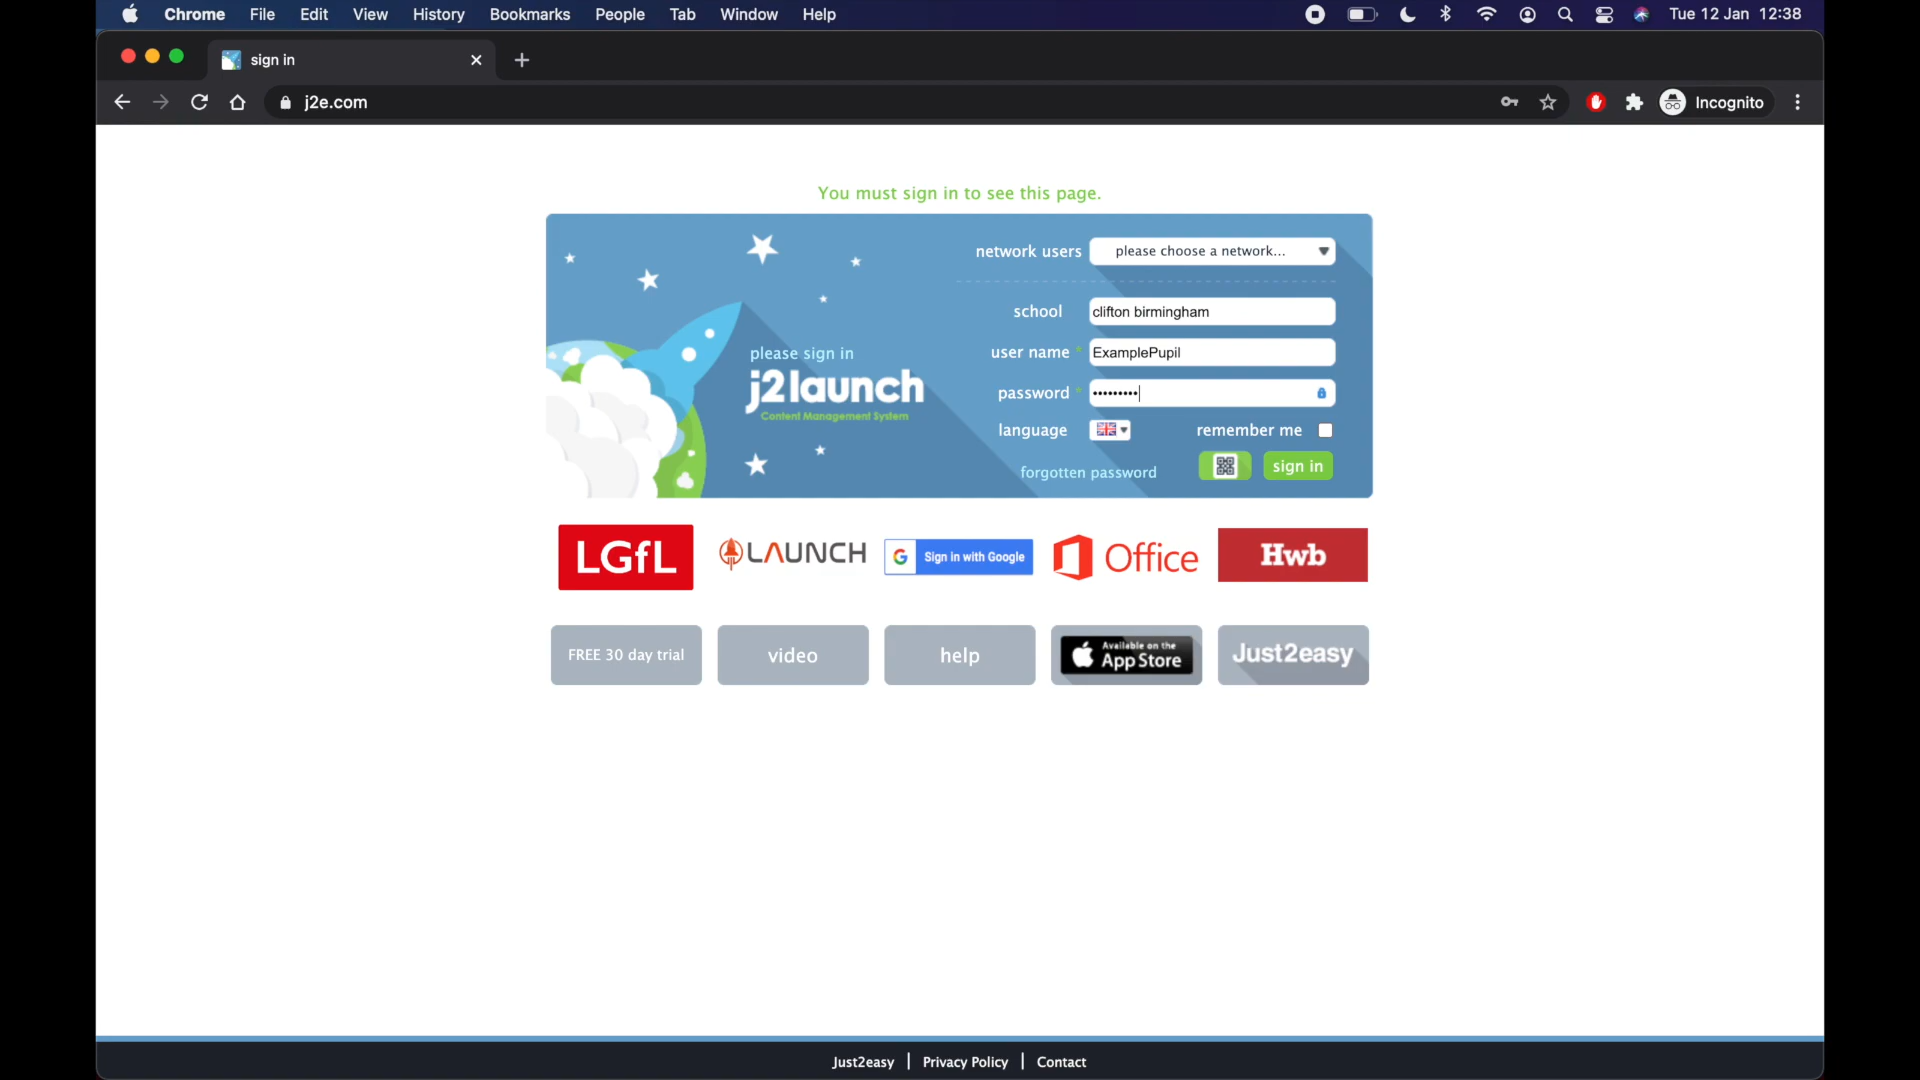 Chrome File Edit View History Bookmarks People Tab Window Help Tue 12 Jan 12:38
sign in
j2e.com Incognito
You must sign in to see this page.
network users please choose a network...
school clifton birmingham
user name * ExamplePupil
please sign in
j2launch
Content Management System
password * •••••••••
language remember me
forgotten password sign in
LGfL LAUNCH G Sign in with Google Office Hwb
FREE 30 day trial video help Available on the App Store Just2easy
Just2easy | Privacy Policy | Contact